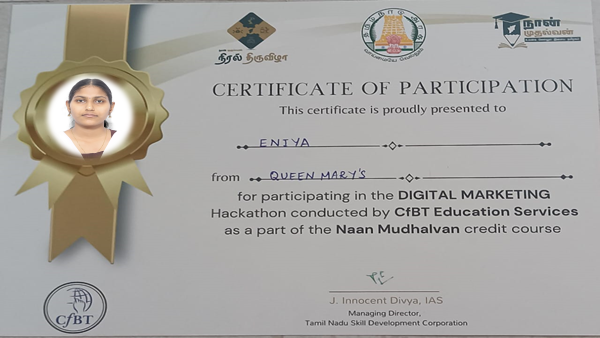 நிரல் திருவிழா
நான்
முதல்வன்
CERTIFICATE OF PARTICIPATION
This certificate is proudly presented to
ENIYA
from QUEEN MARY'S
for participating in the DIGITAL MARKETING
Hackathon conducted by CfBT Education Services
as a part of the Naan Mudhalvan credit course
J. Innocent Divya, IAS
Managing Director,
Tamil Nadu Skill Development Corporation
CfBT